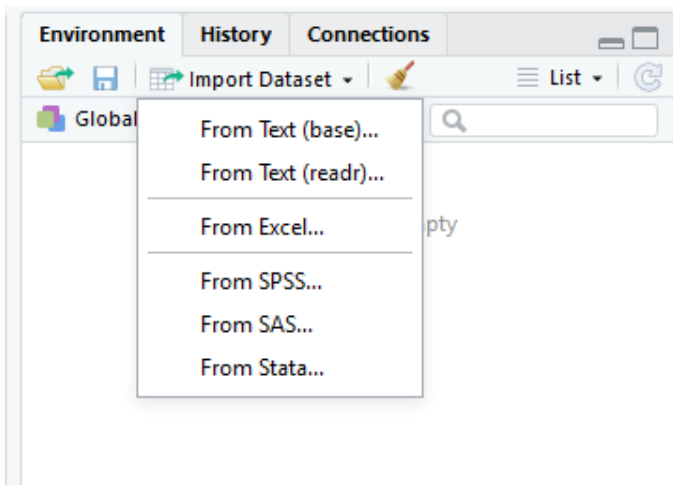 Environment History Connections
Import Dataset List
Global
From Text (base)...
From Text (readr)...
From Excel...
pty
From SPSS...
From SAS...
From Stata...